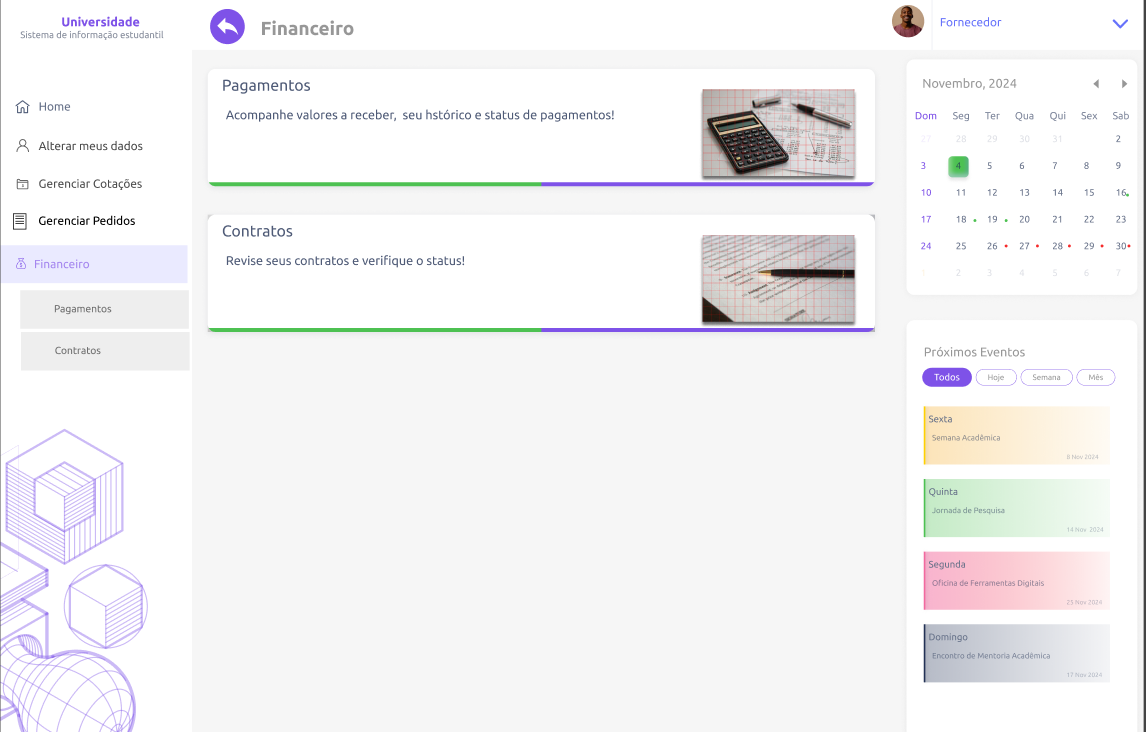 Universidade
Sistema de informação estudantil
Home
Alterar meus dados
Gerenciar Cotações
Gerenciar Pedidos
Financeiro
Pagamentos
Contratos
Financeiro
Fornecedor
Pagamentos
Acompanhe valores a receber, seu hstórico e status de pagamentos!
Contratos
Revise seus contratos e verifique o status!
Novembro, 2024
Dom Seg Ter Qua Qui Sex Sab
27 28 29 30 31 2
3 4 5 6 7 8 9
10 11 12 13 14 15 16
17 18 19 20 21 22 23
24 25 26 27 28 29 30
1 2 3 4 5 6 7
Próximos Eventos
Todos Hoje Semana Mês
Sexta
Semana Acadêmica
8 Nov 2024
Quinta
Jornada de Pesquisa
14 Nov 2024
Segunda
Oficina de Ferramentas Digitais
25 Nov 2024
Domingo
Encontro de Mentoria Acadêmica
17 Nov 2024